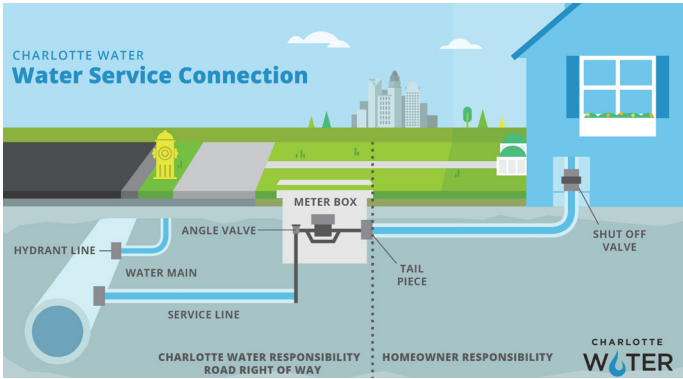 CHARLOTTE WATER
Water Service Connection
METER BOX
ANGLE VALVE
HYDRANT LINE
WATER MAIN
SERVICE LINE
TAIL
PIECE
SHUT OFF
VALVE
CHARLOTTE WATER RESPONSIBILITY
ROAD RIGHT OF WAY
HOMEOWNER RESPONSIBILITY
CHARLOTTE
WATER